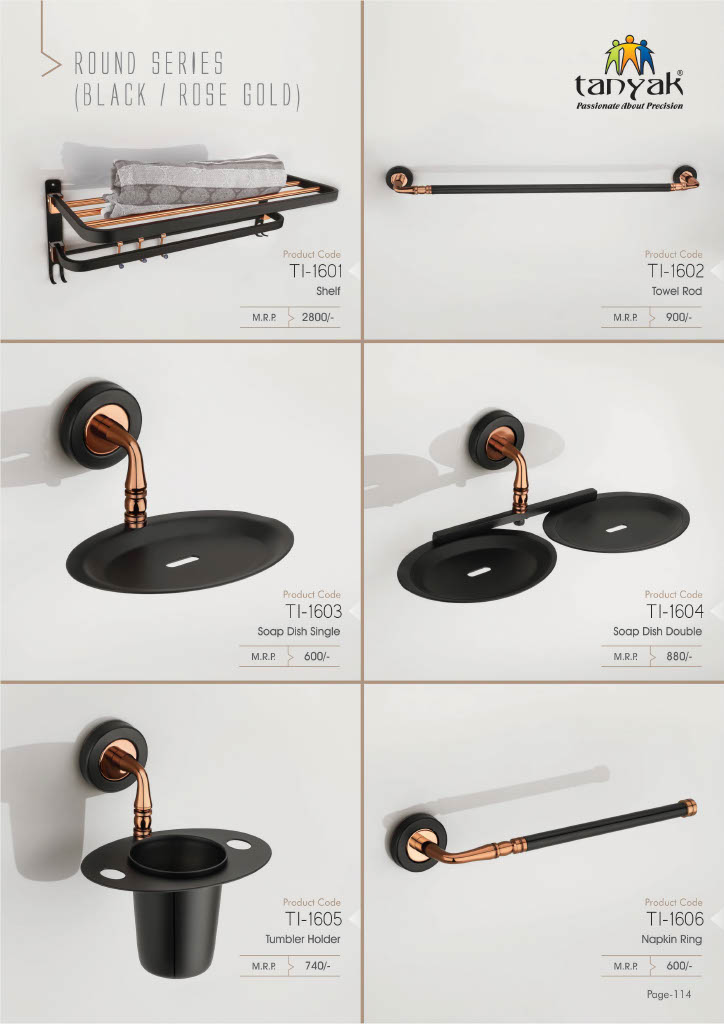 ROUND SERIES
(BLACK / ROSE GOLD)
tanyak®
Passionate About Precision
Product Code
TI-1601
Shelf
M.R.P. 2800/-
Product Code
TI-1602
Towel Rod
M.R.P. 900/-
Product Code
TI-1603
Soap Dish Single
M.R.P. 600/-
Product Code
TI-1604
Soap Dish Double
M.R.P. 880/-
Product Code
TI-1605
Tumbler Holder
M.R.P. 740/-
Product Code
TI-1606
Napkin Ring
M.R.P. 600/-
Page-114